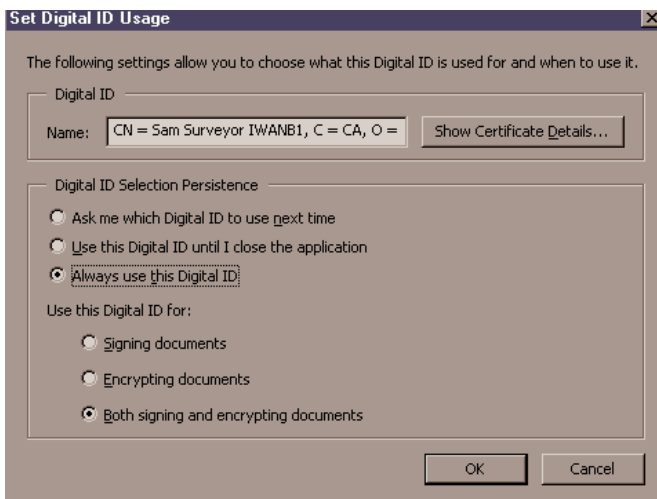 Set Digital ID Usage
The following settings allow you to choose what this Digital ID is used for and when to use it.
Digital ID
Name: CN = Sam Surveyor IWANB1, C = CA, O = Show Certificate Details...
Digital ID Selection Persistence
Ask me which Digital ID to use next time
Use this Digital ID until I close the application
Always use this Digital ID
Use this Digital ID for:
Signing documents
Encrypting documents
Both signing and encrypting documents
OK Cancel